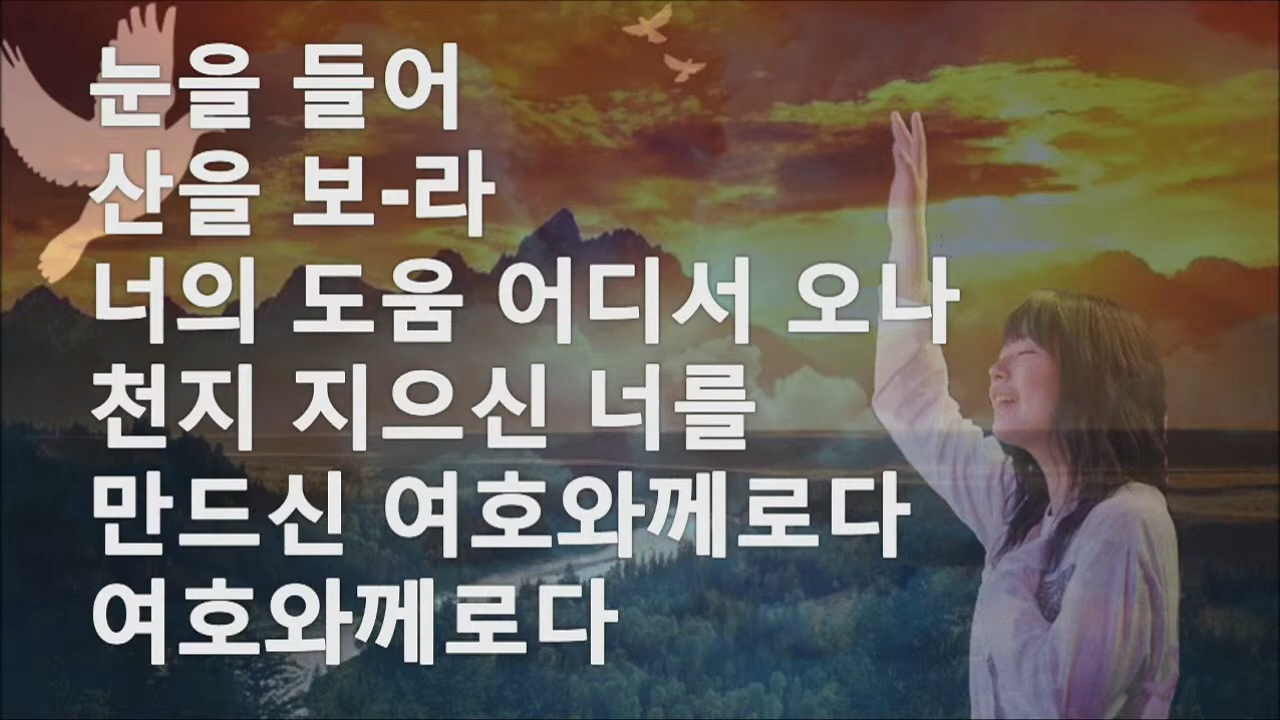 눈을 들어
산을 보-라
너의 도움 어디서 오나
천지 지으신 너를
만드신 여호와께로다
여호와께로다